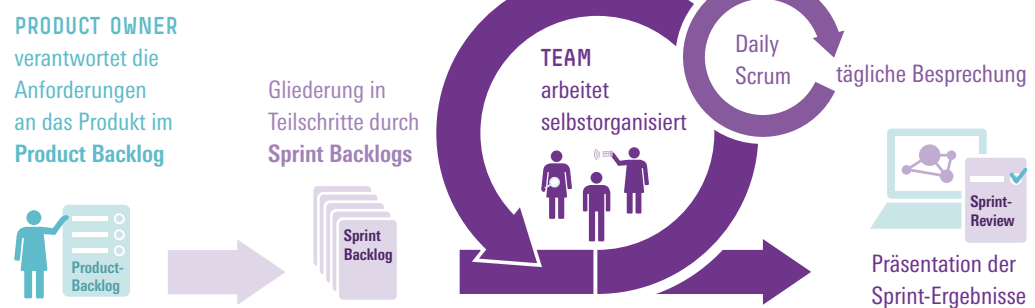 PRODUCT OWNER
verantwortet die
Anforderungen
an das Produkt im
Product Backlog
Product-
Backlog
Gliederung in
Teilschritte durch
Sprint Backlogs
Sprint
Backlog
TEAM
arbeitet
selbstorganisiert
Daily
Scrum
tägliche Besprechung
Sprint-
Review
Präsentation der
Sprint-Ergebnisse